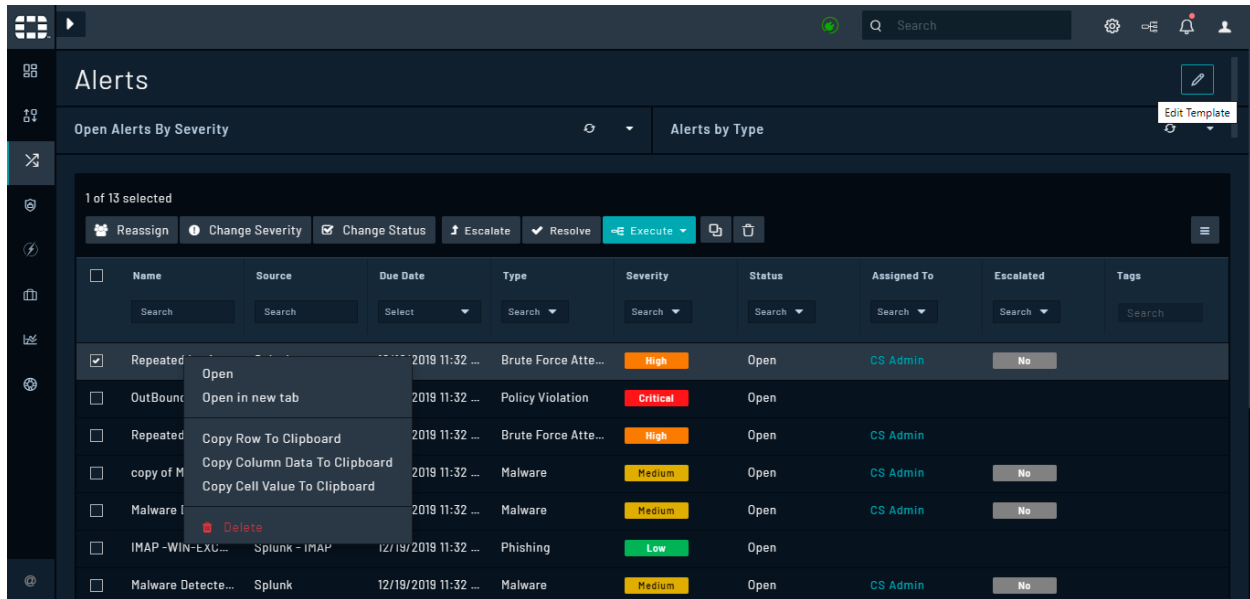 Search
Alerts
Edit Template
Open Alerts By Severity
Alerts by Type
1 of 13 selected
Reassign Change Severity Change Status Escalate Resolve Execute
Name Source Due Date Type Severity Status Assigned To Escalated Tags
Search Search Select Search Search Search Search Search Search
Repeated 2019 11:32 ... Brute Force Atte... High Open CS Admin No
Open
OutBound 2019 11:32 ... Policy Violation Critical Open
Open in new tab
Repeated 2019 11:32 ... Brute Force Atte... High Open CS Admin
Copy Row To Clipboard
copy of M 2019 11:32 ... Malware Medium Open CS Admin No
Copy Column Data To Clipboard
Copy Cell Value To Clipboard
Malware 2019 11:32 ... Malware Medium Open CS Admin No
Delete
IMAP -WIN-EXC... Splunk - IMAP 12/19/2019 11:32 ... Phishing Low Open
Malware Detecte... Splunk 12/19/2019 11:32 ... Malware Medium Open CS Admin No
@